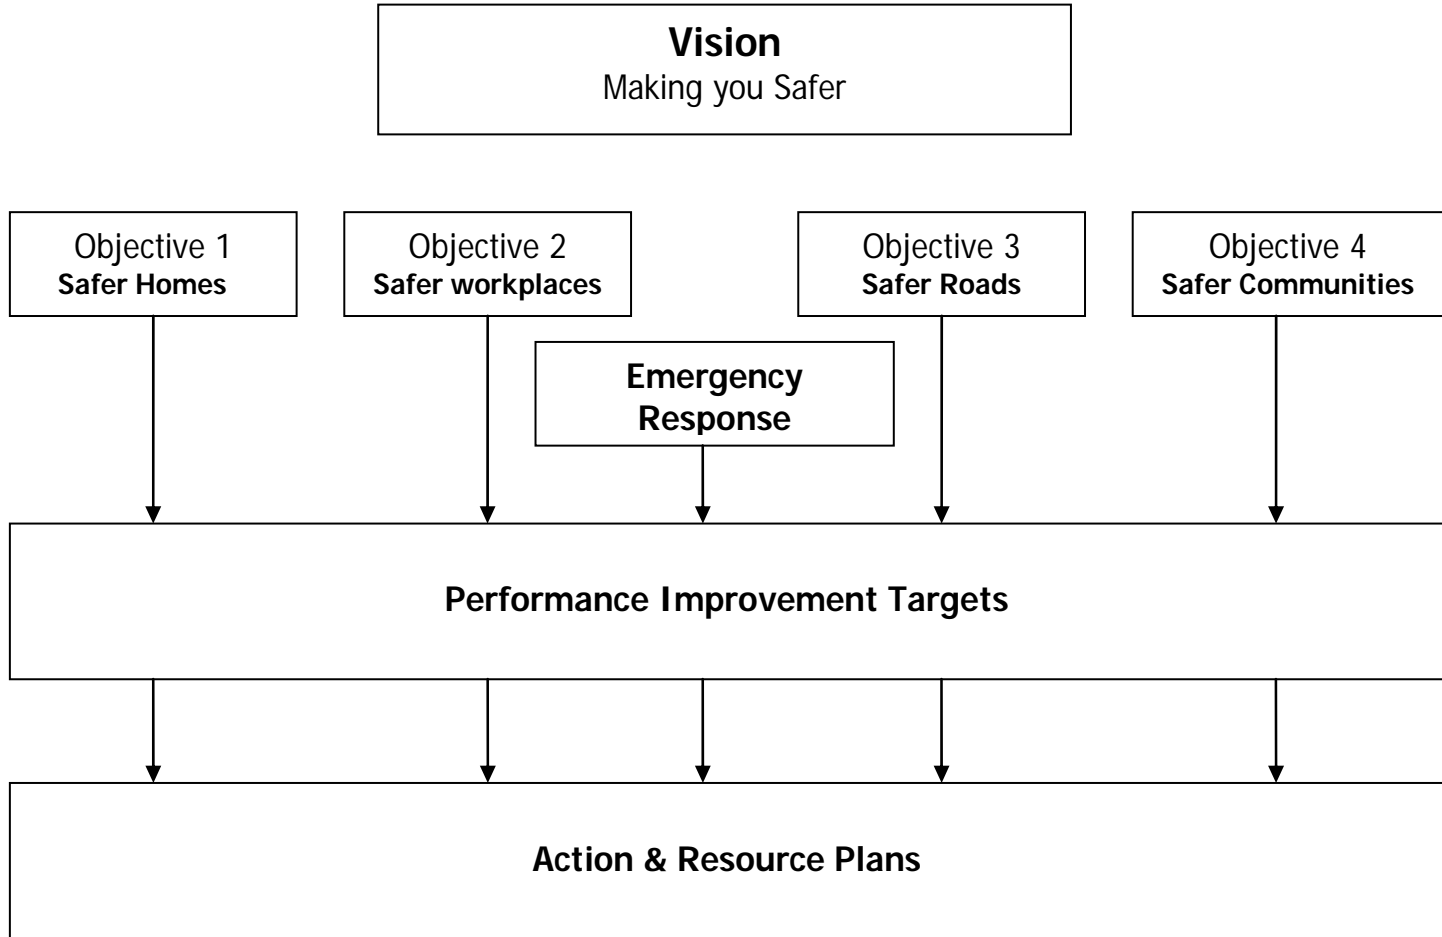 Vision
Making you Safer
Objective 1
Safer Homes
Objective 2
Safer workplaces
Objective 3
Safer Roads
Objective 4
Safer Communities
Emergency
Response
Performance Improvement Targets
Action & Resource Plans